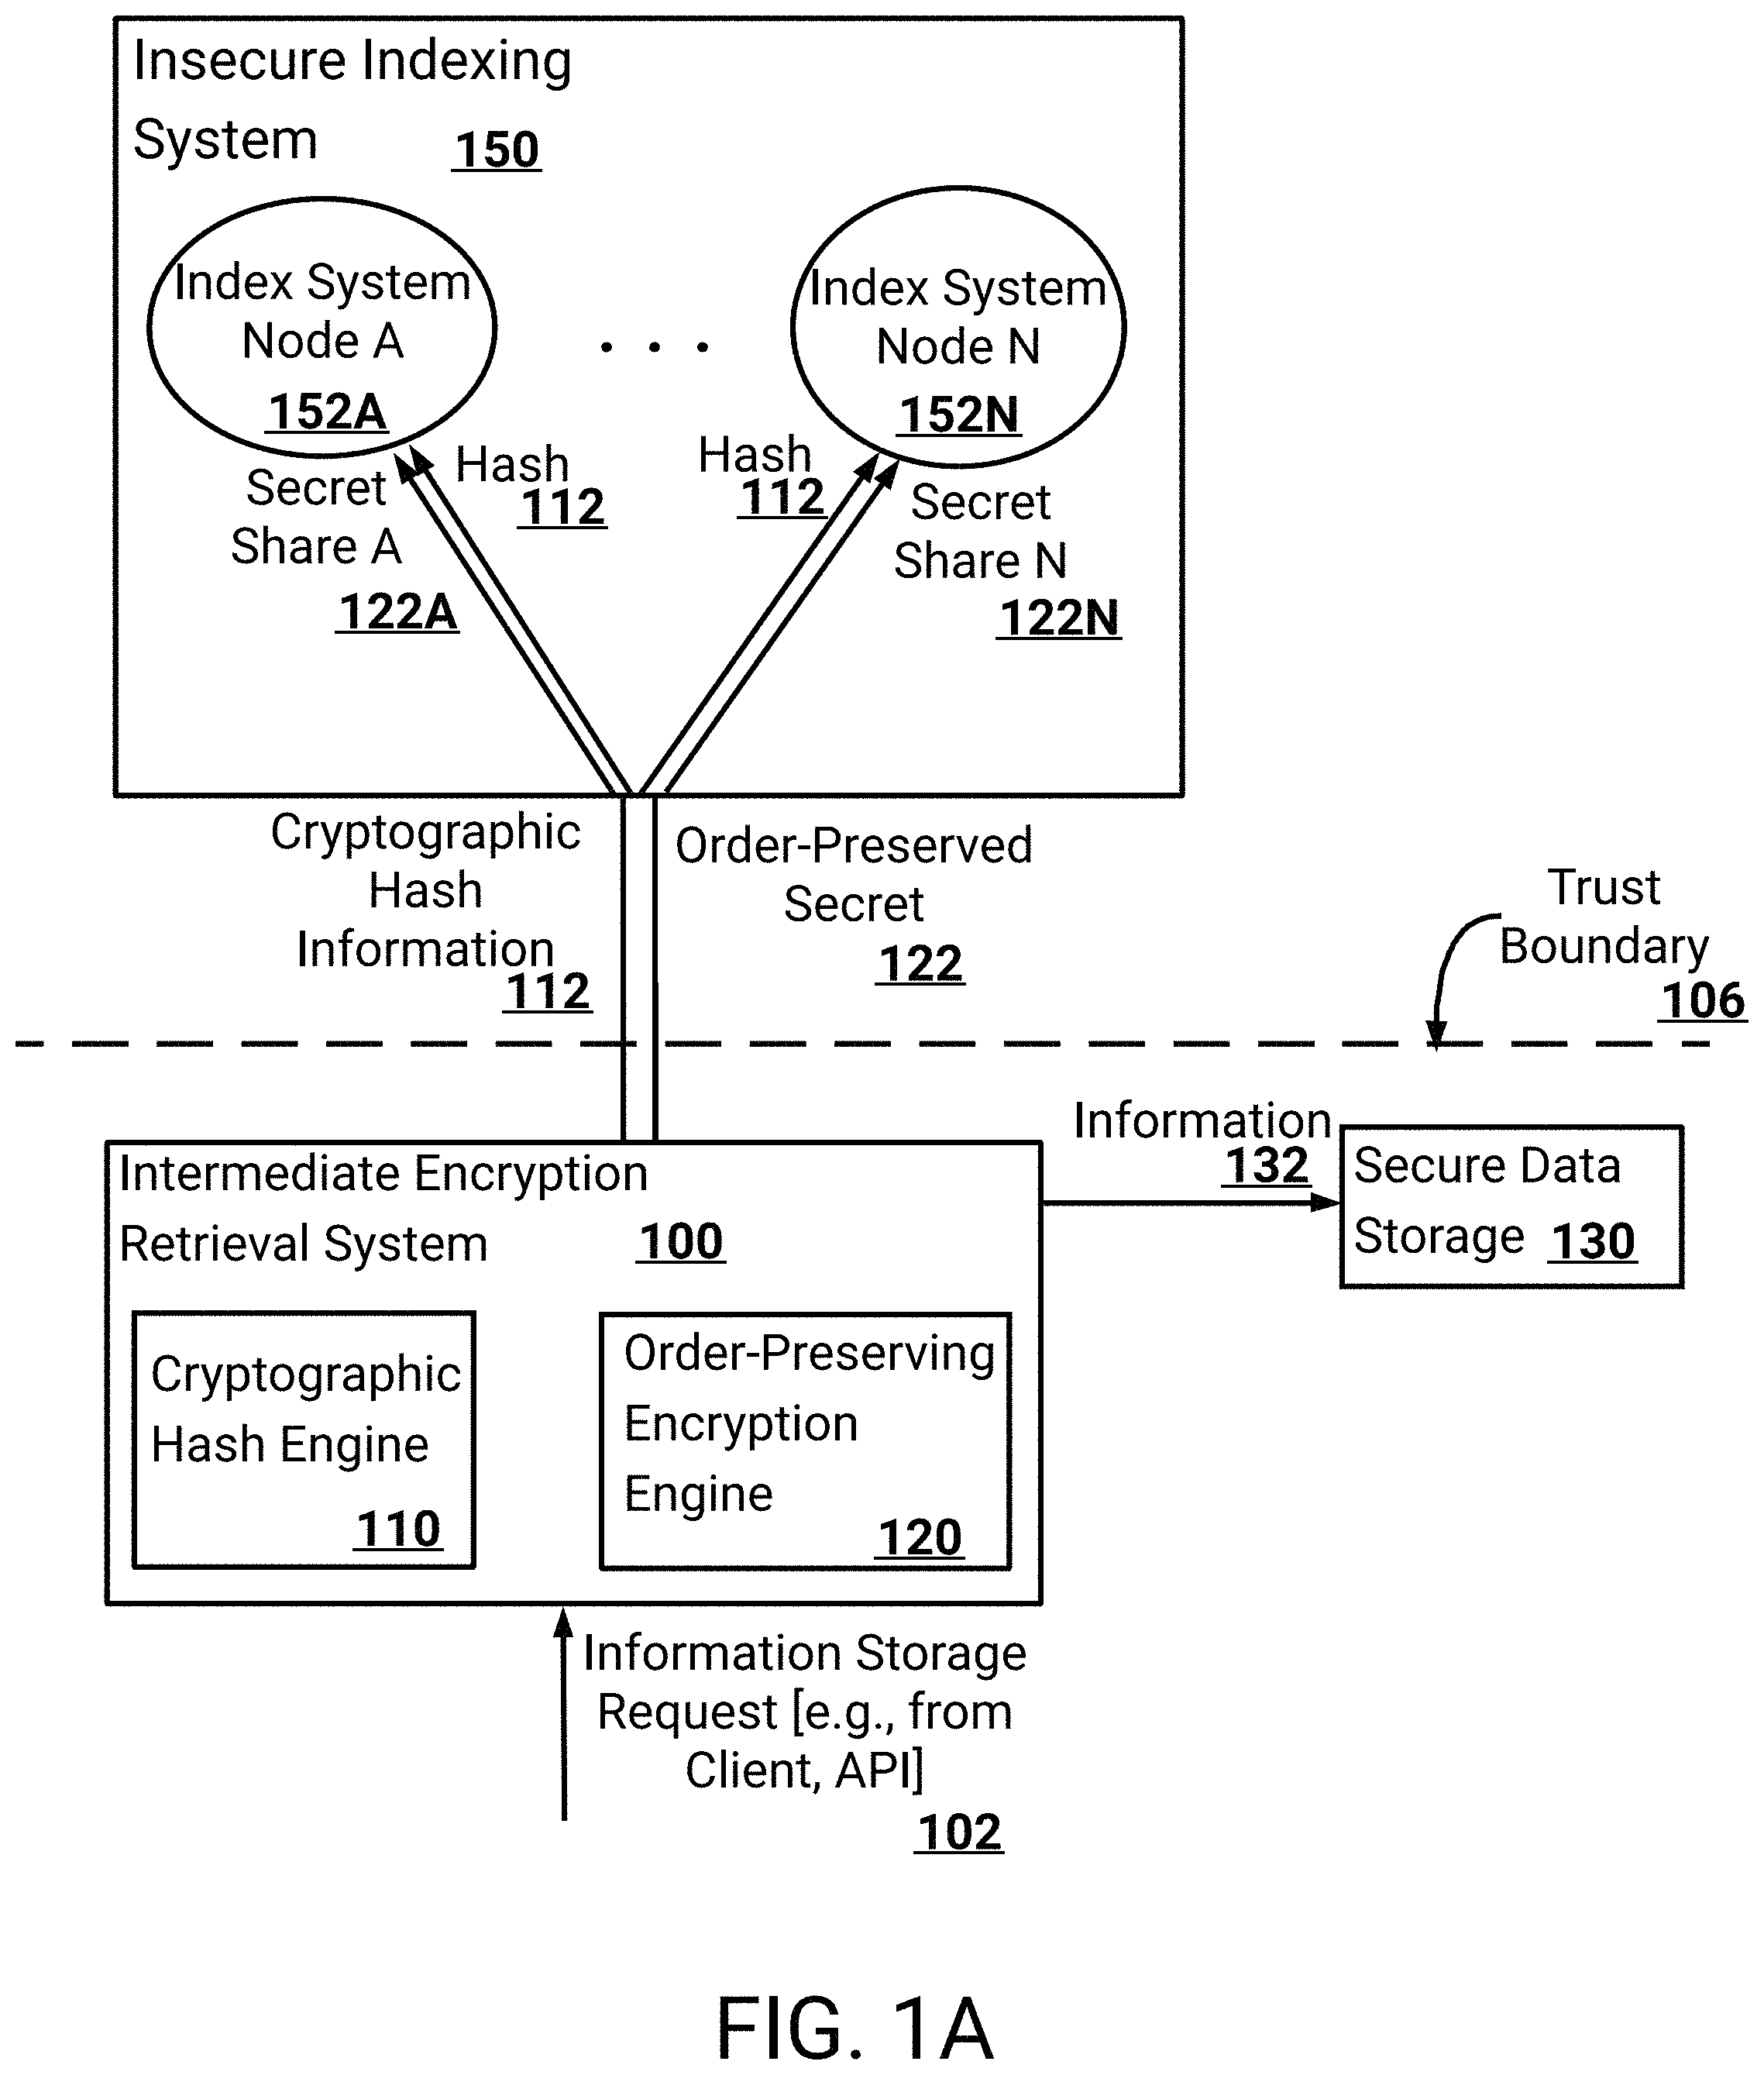 Insecure Indexing
System 150
Index System
Node A
152A
. . .
Index System
Node N
152N
Hash
112
Secret
Share A
122A
Hash
112
Secret
Share N
122N
Cryptographic
Hash
Information
112
Order-Preserved
Secret
122
Trust
Boundary
106
Intermediate Encryption
Retrieval System 100
Information
132
Secure Data
Storage 130
Cryptographic
Hash Engine
110
Order-Preserving
Encryption
Engine
120
Information Storage
Request [e.g., from
Client, API]
102
FIG. 1A